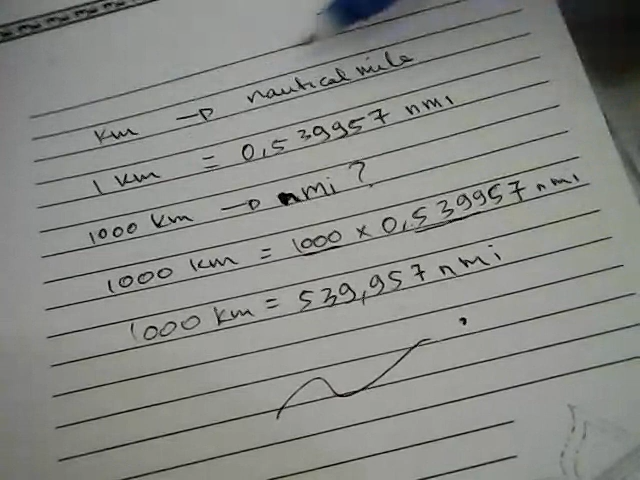 km → nautical mile
1 km = 0,539957 nmi
1000 km → nmi?
1000 km = 1000 x 0,539957 nmi
1000 km = 539,957 nmi